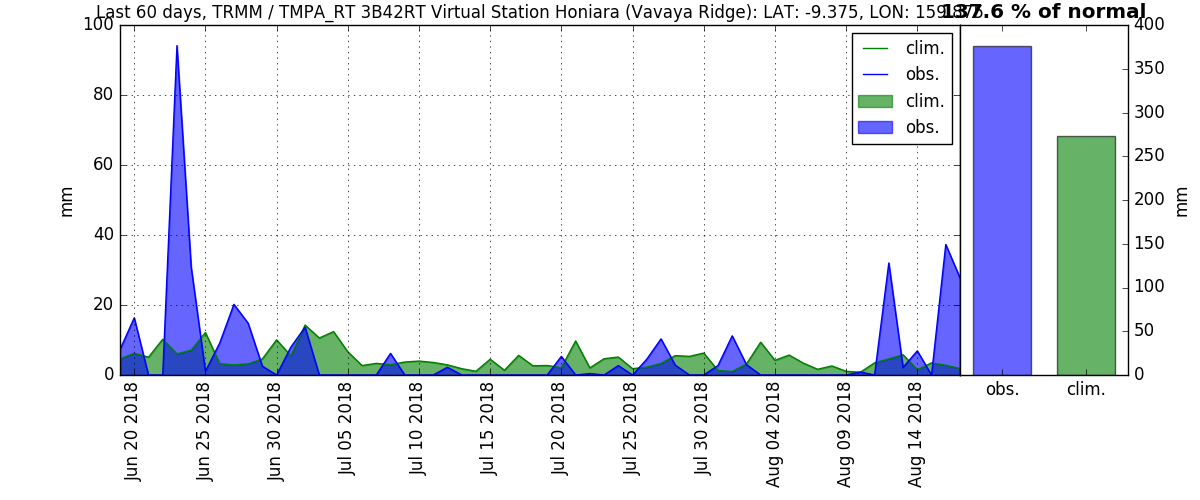 Last 60 days, TRMM / TMPA_RT 3B42RT Virtual Station Honiara (Vavaya Ridge): LAT: -9.375, LON:
137.6 % of normal
100
80
60
40
20
0
mm
clim.
obs.
clim.
obs.
400
350
300
250
200
150
100
50
0
mm
Jun 20 2018
Jun 25 2018
Jun 30 2018
Jul 05 2018
Jul 10 2018
Jul 15 2018
Jul 20 2018
Jul 25 2018
Jul 30 2018
Aug 04 2018
Aug 09 2018
Aug 14 2018
obs.
clim.